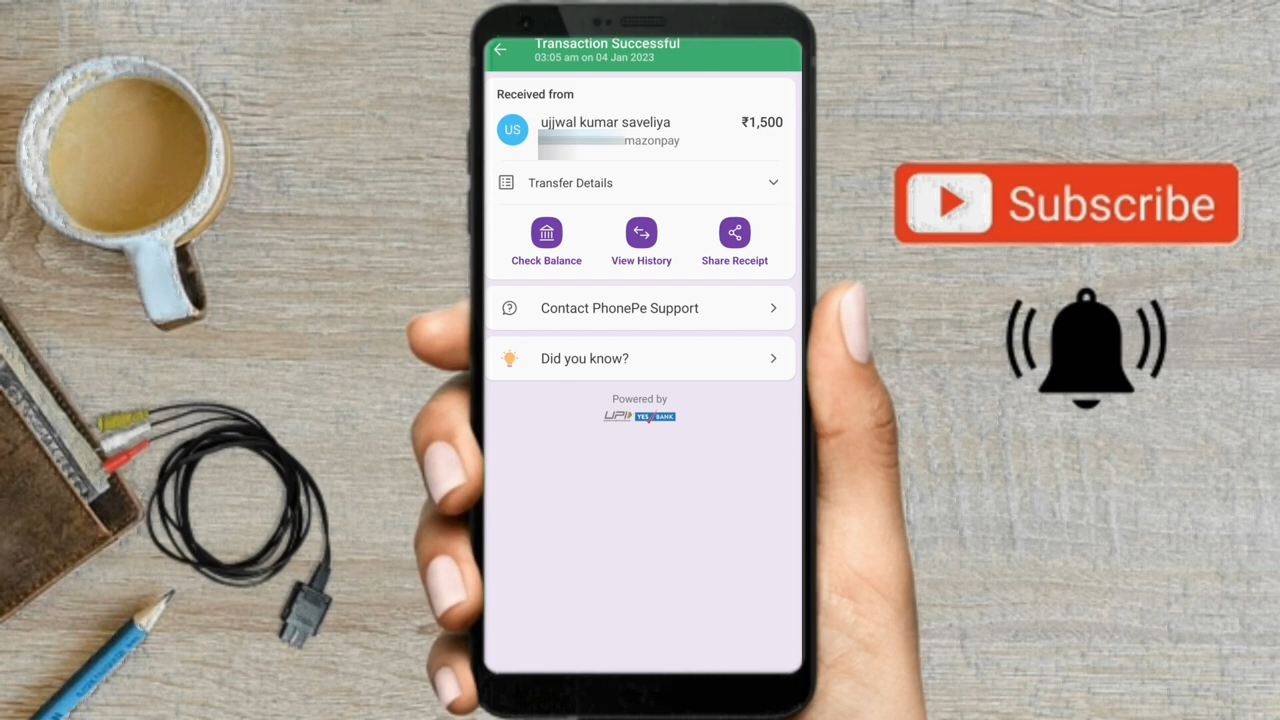 Transaction Successful
03:05 am on 04 Jan 2023
Received from
US
ujjwal kumar saveliya
₹1,500
mazonpay
Transfer Details
Check Balance
View History
Share Receipt
Contact PhonePe Support
Did you know?
Powered by
UPI YES BANK
Subscribe